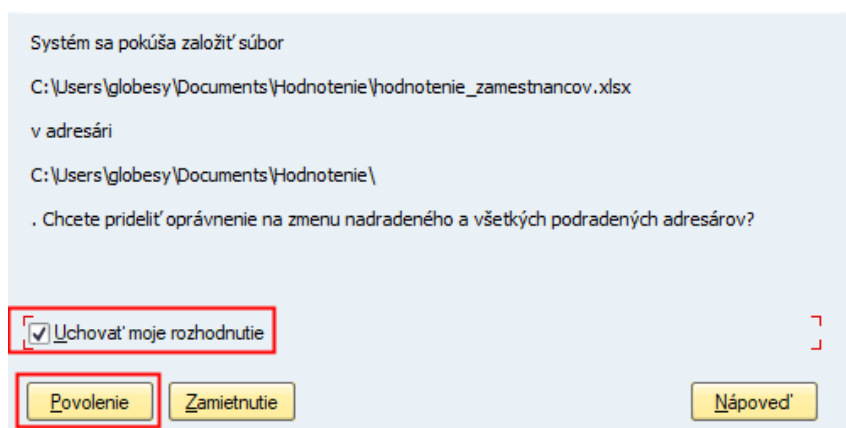 Systém sa pokúša založiť súbor
C:\Users\globesy\Documents\Hodnotenie\hodnotenie_zamestnancov.xlsx
v adresári
C:\Users\globesy\Documents\Hodnotenie\
. Chcete prideliť oprávnenie na zmenu nadradeného a všetkých podradených adresárov?
Uchovať moje rozhodnutie
Povolenie Zamietnutie Nápoveď